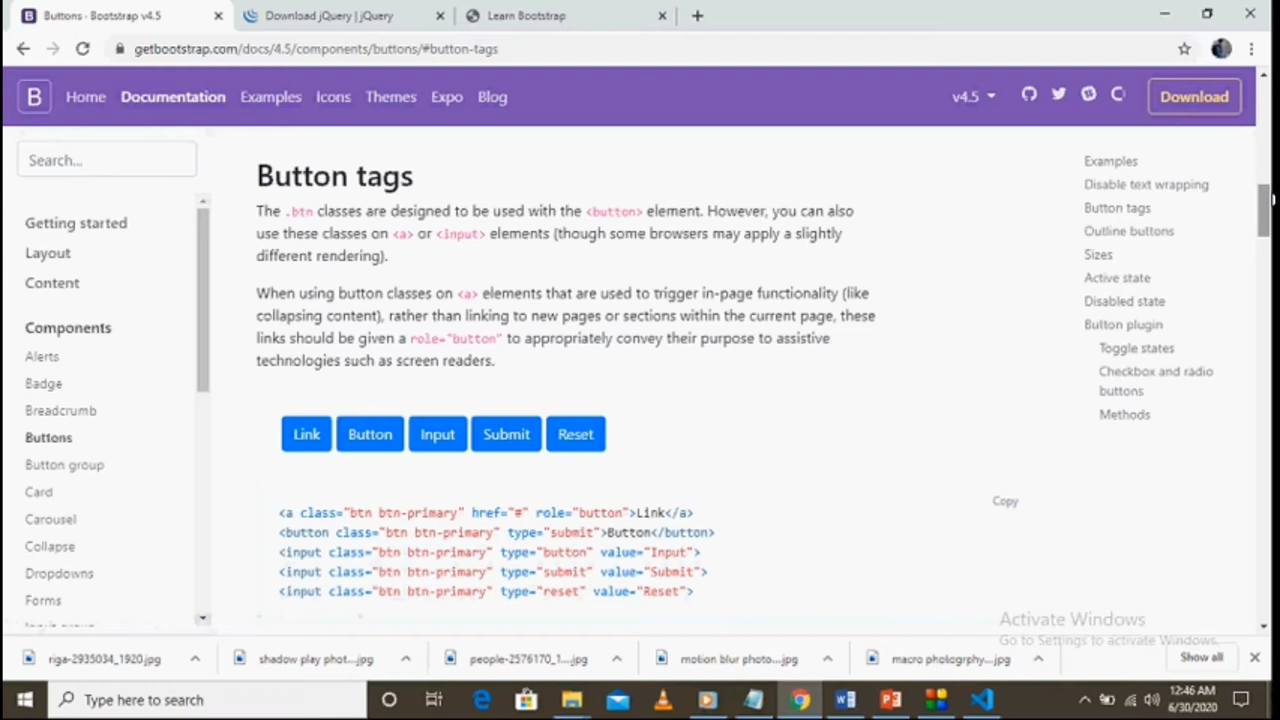 Buttons · Bootstrap v4.5
Download jQuery | jQuery
Learn Bootstrap
getbootstrap.com/docs/4.5/components/buttons/#button-tags
B
Home
Documentation
Examples
Icons
Themes
Expo
Blog
v4.5
Download
Search...
Getting started
Layout
Content
Components
Alerts
Badge
Breadcrumb
Buttons
Button group
Card
Carousel
Collapse
Dropdowns
Forms
Button tags
The .btn classes are designed to be used with the <button> element. However, you can also
use these classes on <a> or <input> elements (though some browsers may apply a slightly
different rendering).
When using button classes on <a> elements that are used to trigger in-page functionality (like
collapsing content), rather than linking to new pages or sections within the current page, these
links should be given a role="button" to appropriately convey their purpose to assistive
technologies such as screen readers.
Link
Button
Input
Submit
Reset
Copy
<a class="btn btn-primary" href="#" role="button">Link</a>
<button class="btn btn-primary" type="submit">Button</button>
<input class="btn btn-primary" type="button" value="Input">
<input class="btn btn-primary" type="submit" value="Submit">
<input class="btn btn-primary" type="reset" value="Reset">
Examples
Disable text wrapping
Button tags
Outline buttons
Sizes
Active state
Disabled state
Button plugin
Toggle states
Checkbox and radio
buttons
Methods
Activate Windows
Go to Settings to activate Windows.
riga-2935034_1920.jpg
shadow play phot....jpg
people-2576170_1....jpg
motion blur photo....jpg
macro photogrphy....jpg
Show all
Type here to search
12:46 AM
6/30/2020